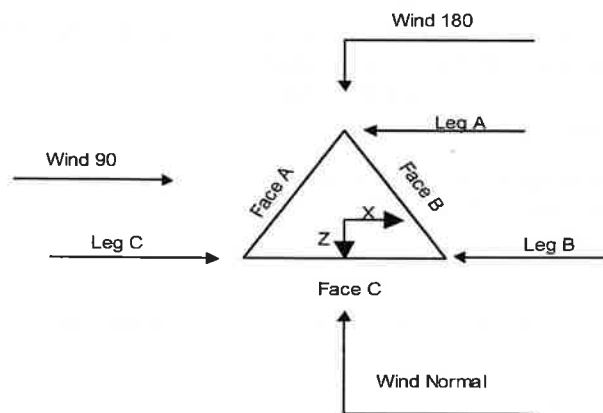 Wind 180
Leg A
Wind 90
Face A
Face B
X
Z
Leg C
Leg B
Face C
Wind Normal